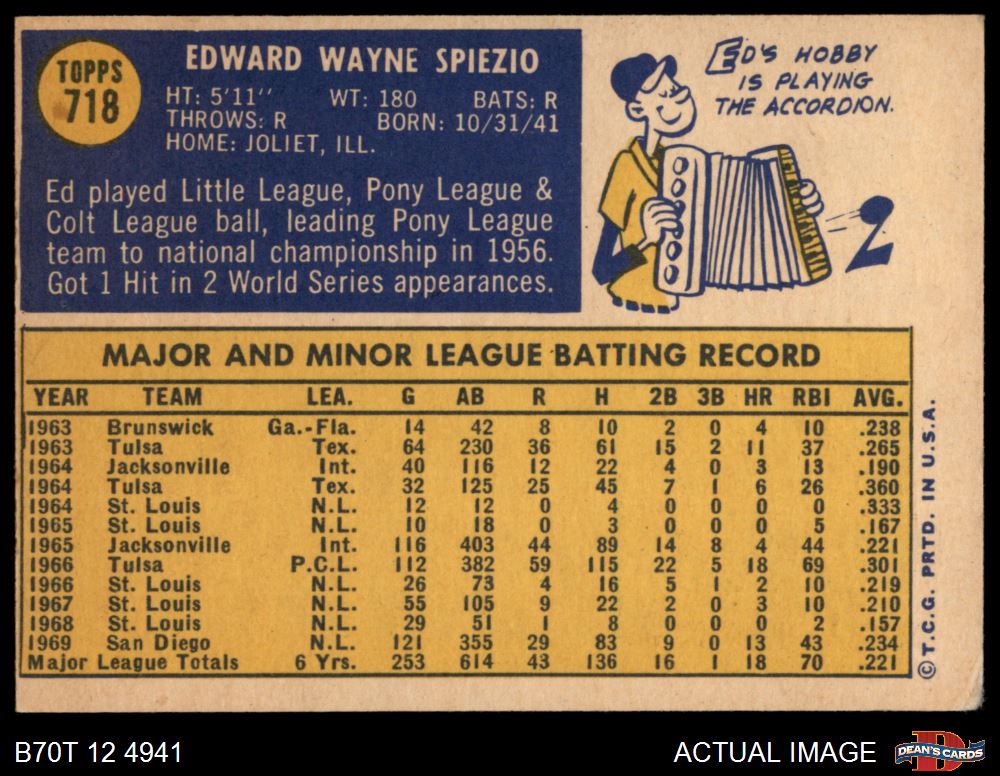 TOPPS
718
EDWARD WAYNE SPIEZIO
HT: 5'11" WT: 180 BATS: R
THROWS: R BORN: 10/31/41
HOME: JOLIET, ILL.
Ed played Little League, Pony League &
Colt League ball, leading Pony League
team to national championship in 1956.
Got 1 Hit in 2 World Series appearances.
ED'S HOBBY
IS PLAYING
THE ACCORDION.
MAJOR AND MINOR LEAGUE BATTING RECORD
YEAR TEAM LEA. G AB R H 2B 3B HR RBI AVG.
1963 Brunswick Ga.-Fla. 14 42 8 10 2 0 4 10 .238
1963 Tulsa Tex. 64 230 36 61 15 2 11 37 .265
1964 Jacksonville Int. 40 116 12 22 4 0 3 13 .190
1964 Tulsa Tex. 32 125 25 45 7 1 6 26 .360
1964 St. Louis N.L. 12 12 0 4 0 0 0 0 .333
1965 St. Louis N.L. 10 18 0 3 0 0 0 5 .167
1965 Jacksonville Int. 116 403 44 89 14 8 4 44 .221
1966 Tulsa P.C.L. 112 382 59 115 22 5 18 69 .301
1966 St. Louis N.L. 26 73 4 16 5 1 2 10 .219
1967 St. Louis N.L. 55 105 9 22 2 0 3 10 .210
1968 St. Louis N.L. 29 51 1 8 0 0 0 2 .157
1969 San Diego N.L. 121 355 29 83 9 0 13 43 .234
Major League Totals 6 Yrs. 253 614 43 136 16 1 18 70 .221
© T.C.G. PRTD. IN U.S.A.
B70T 12 4941
ACTUAL IMAGE
DEAN'S CARDS